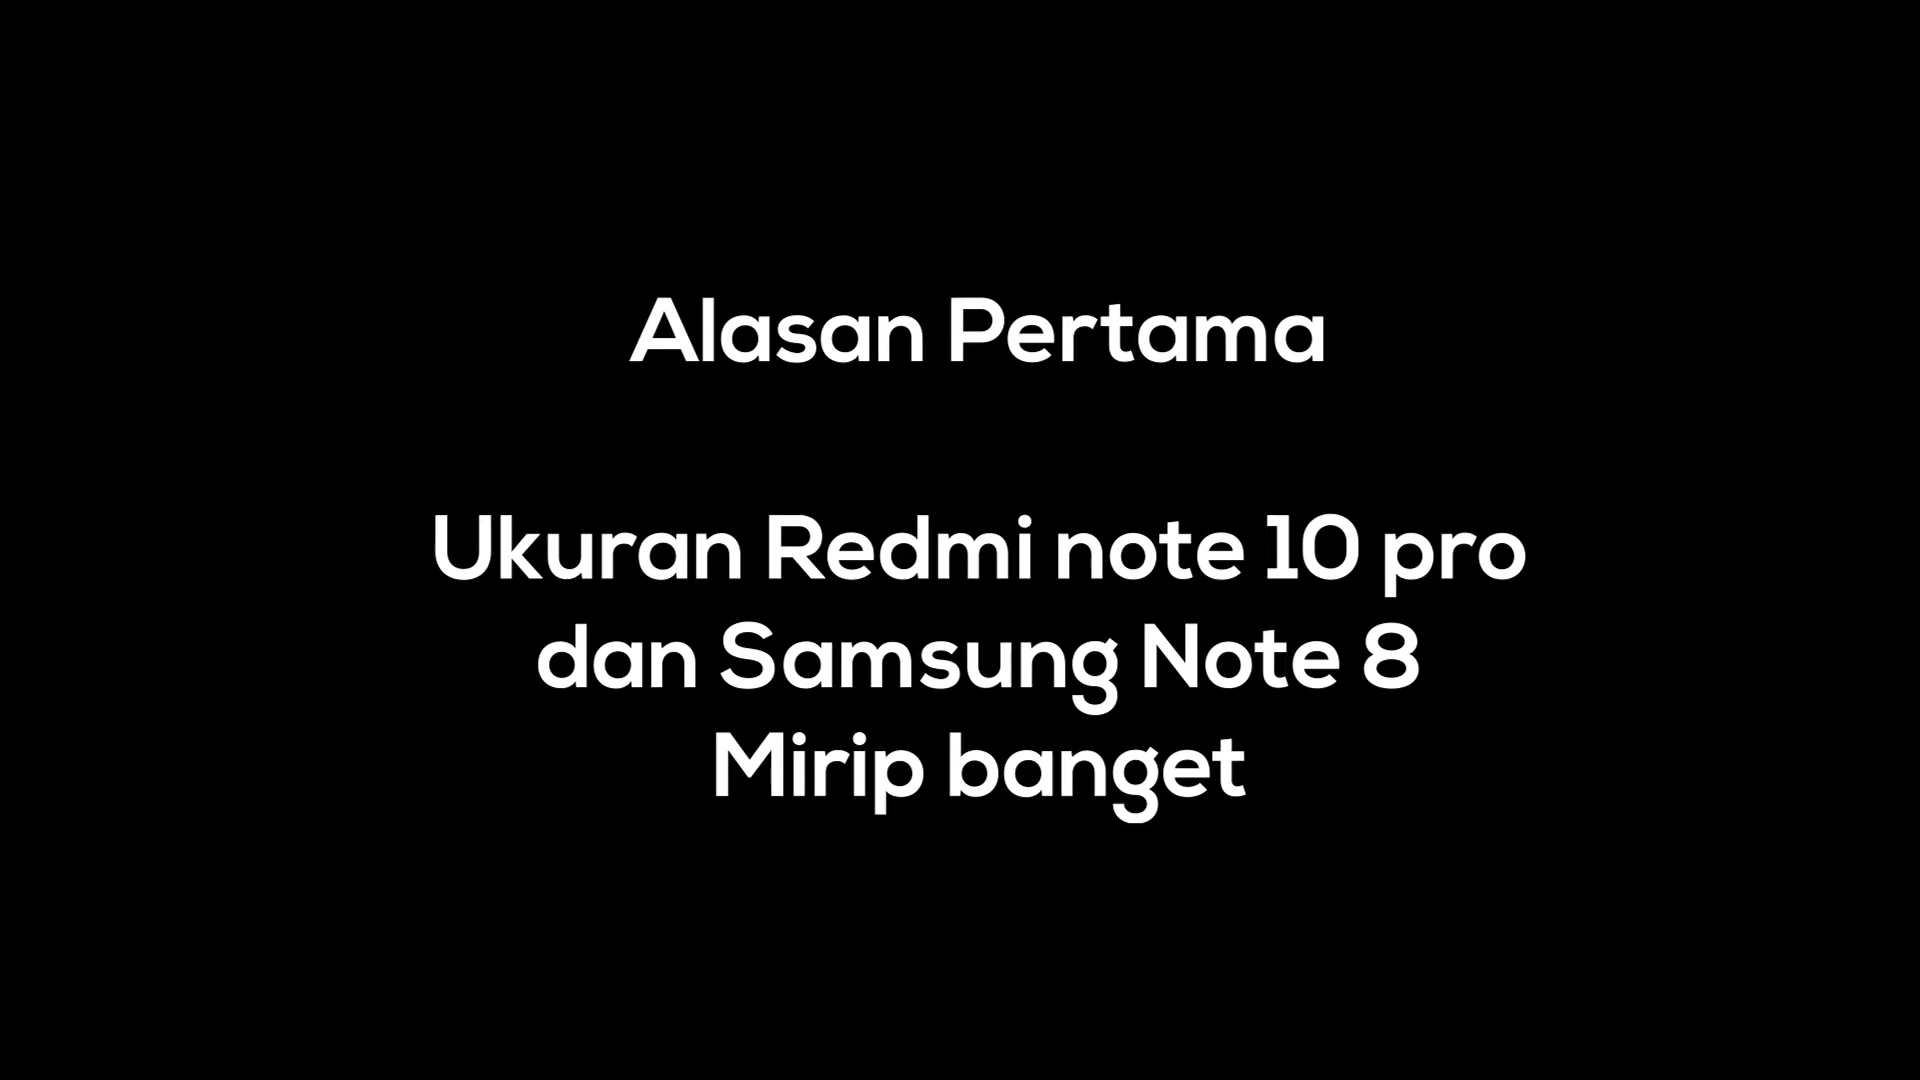 Alasan Pertama
Ukuran Redmi note 10 pro
dan Samsung Note 8
Mirip banget